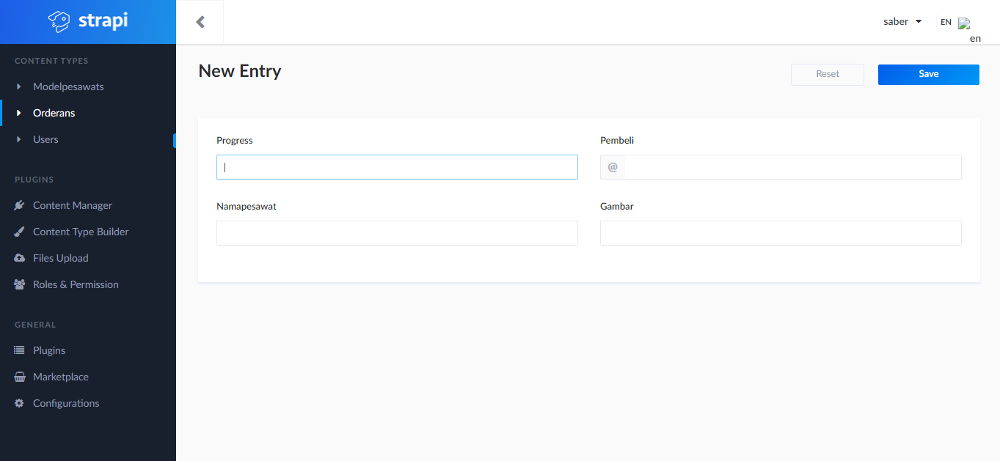 strapi
saber
EN
en
CONTENT TYPES
Modelpesawats
Orderans
Users
PLUGINS
Content Manager
Content Type Builder
Files Upload
Roles & Permission
GENERAL
Plugins
Marketplace
Configurations
New Entry
Reset
Save
Progress
Pembeli
@
Namapesawat
Gambar